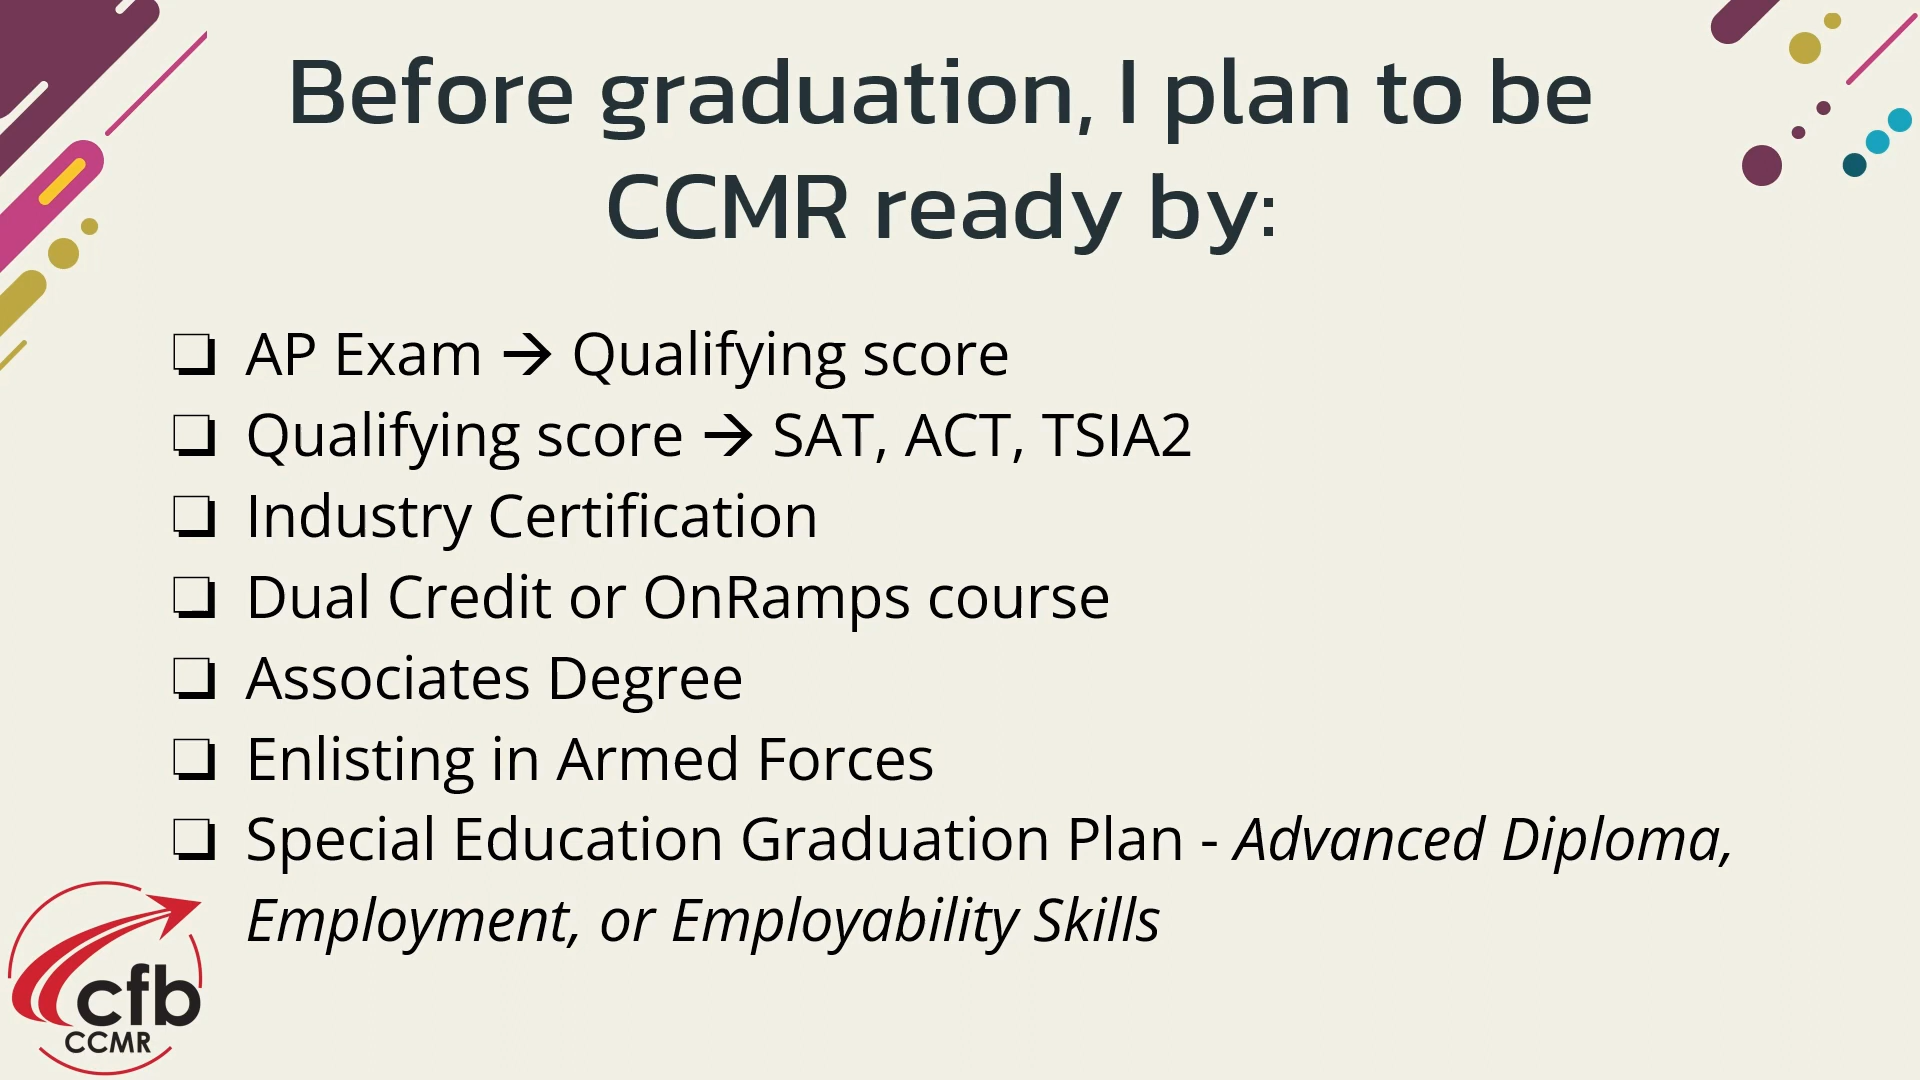 Before graduation, I plan to be
CCMR ready by:
❏ AP Exam → Qualifying score
❏ Qualifying score → SAT, ACT, TSIA2
❏ Industry Certification
❏ Dual Credit or OnRamps course
❏ Associates Degree
❏ Enlisting in Armed Forces
❏ Special Education Graduation Plan - Advanced Diploma,
Employment, or Employability Skills
cfb
CCMR